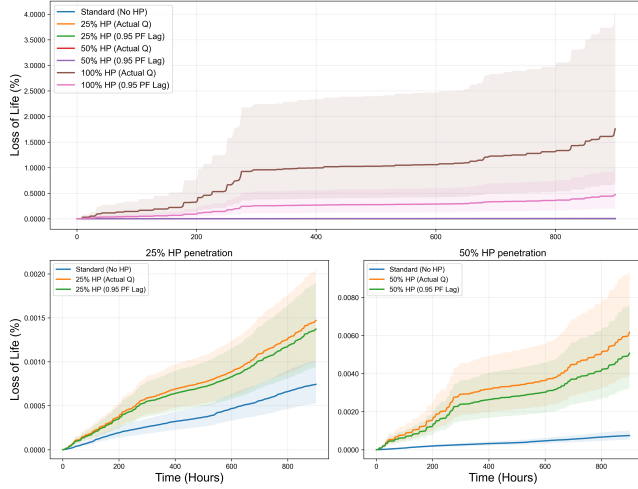 4.0000
3.5000
3.0000
2.5000
2.0000
1.5000
1.0000
0.5000
0.0000
Loss of Life (%)
Standard (No HP)
25% HP (Actual Q)
25% HP (0.95 PF Lag)
50% HP (Actual Q)
50% HP (0.95 PF Lag)
100% HP (Actual Q)
100% HP (0.95 PF Lag)
0 200 400 600 800
25% HP penetration
0.0020
0.0015
0.0010
0.0005
0.0000
Loss of Life (%)
Standard (No HP)
25% HP (Actual Q)
25% HP (0.95 PF Lag)
0 200 400 600 800
Time (Hours)
50% HP penetration
0.0080
0.0060
0.0040
0.0020
0.0000
Standard (No HP)
50% HP (Actual Q)
50% HP (0.95 PF Lag)
0 200 400 600 800
Time (Hours)